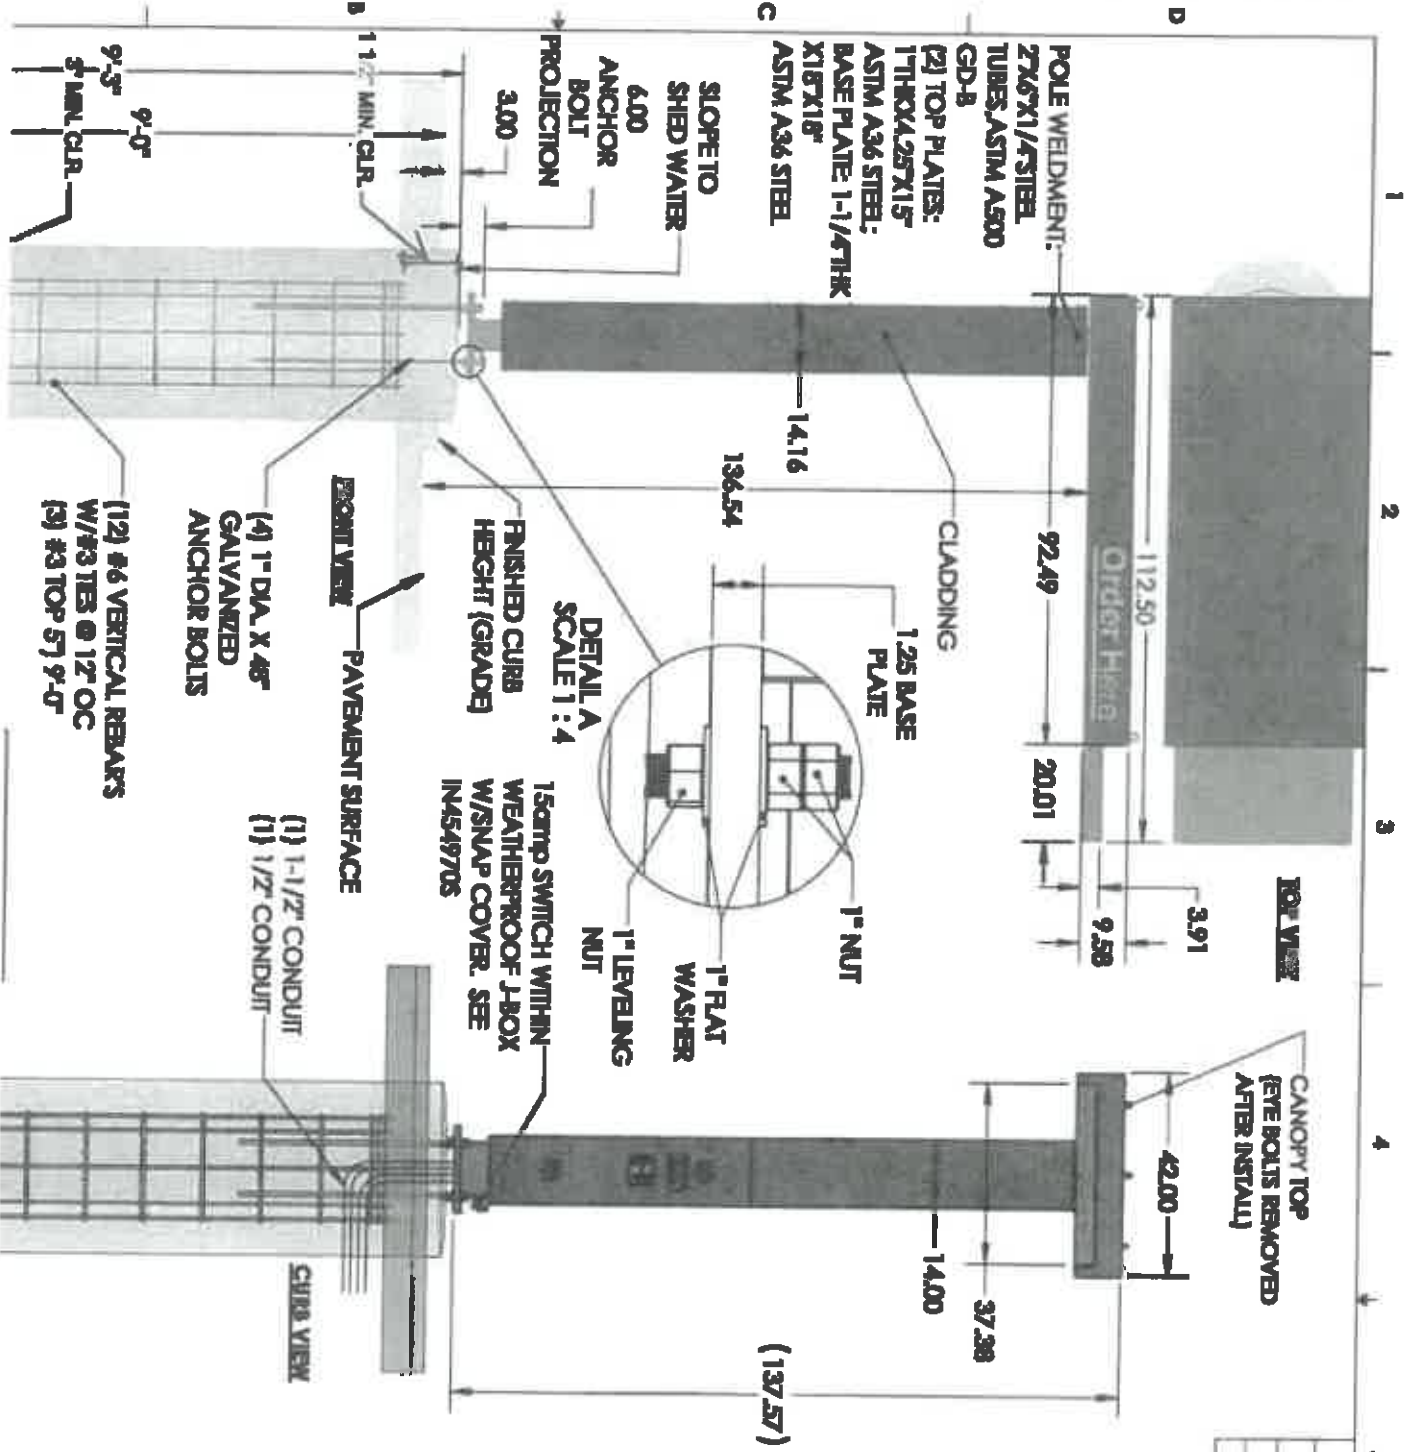 1
2
3
4
D
C
B
POLE WELDMENT:
2"X6"X1/4" STEEL
TUBES, ASTM A500
GD-B
(2) TOP PLATES:
1"THKX4.25"X15"
ASTM A36 STEEL;
BASE PLATE: 1-1/4"THK
X18"X18"
ASTM A36 STEEL
SLOPE TO
SHED WATER
6.00
ANCHOR
BOLT
PROJECTION
3.00
1 1/2" MIN. CLR.
9'-3"
9'-0"
3" MIN. CLR.
TOP VIEW
112.50
Order Here
92.49
20.01
3.91
9.58
14.16
136.54
CLADDING
1.25 BASE
PLATE
1" NUT
1" FLAT
WASHER
1" LEVELING
NUT
DETAIL A
SCALE 1 : 4
FINISHED CURB
HEIGHT (GRADE)
PAVEMENT SURFACE
FRONT VIEW
(4) 1" DIA. X 48"
GALVANIZED
ANCHOR BOLTS
(12) #6 VERTICAL REBAR'S
W/#3 TIES @ 12" OC
(3) #3 TOP 5") 9'-0"
CANOPY TOP
(EYE BOLTS REMOVED
AFTER INSTALL)
42.00
37.38
14.00
(137.57)
15amp SWITCH WITHIN
WEATHERPROOF J-BOX
W/SNAP COVER. SEE
IN454970S
(1) 1-1/2" CONDUIT
(1) 1/2" CONDUIT
CURB VIEW